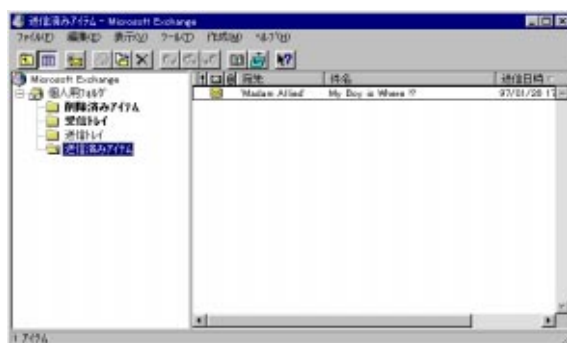 送信済みアイテム - Microsoft Exchange
ファイル(F) 編集(E) 表示(V) ツール(T) 作成(M) ヘルプ(H)
Microsoft Exchange
個人用フォルダ
削除済みアイテム
受信トレイ
送信トレイ
送信済みアイテム
宛先 件名 送信日時
'Madam Allied' My Boy is Where !? 97/01/28 17
1 アイテム